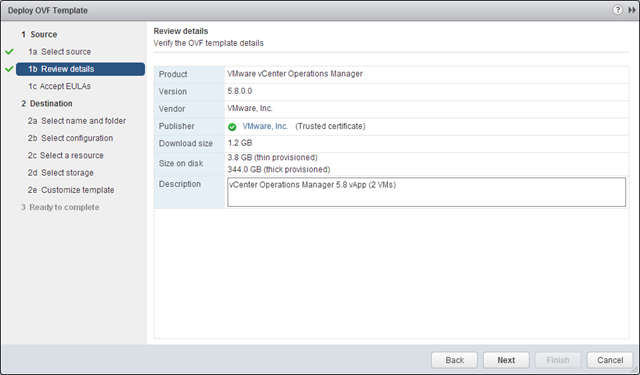 Deploy OVF Template
1 Source
1a Select source
1b Review details
1c Accept EULAs
2 Destination
2a Select name and folder
2b Select configuration
2c Select a resource
2d Select storage
2e Customize template
3 Ready to complete
Review details
Verify the OVF template details
Product VMware vCenter Operations Manager
Version 5.8.0.0
Vendor VMware, Inc.
Publisher VMware, Inc. (Trusted certificate)
Download size 1.2 GB
Size on disk 3.8 GB (thin provisioned)
344.0 GB (thick provisioned)
Description vCenter Operations Manager 5.8 vApp (2 VMs)
Back Next Finish Cancel